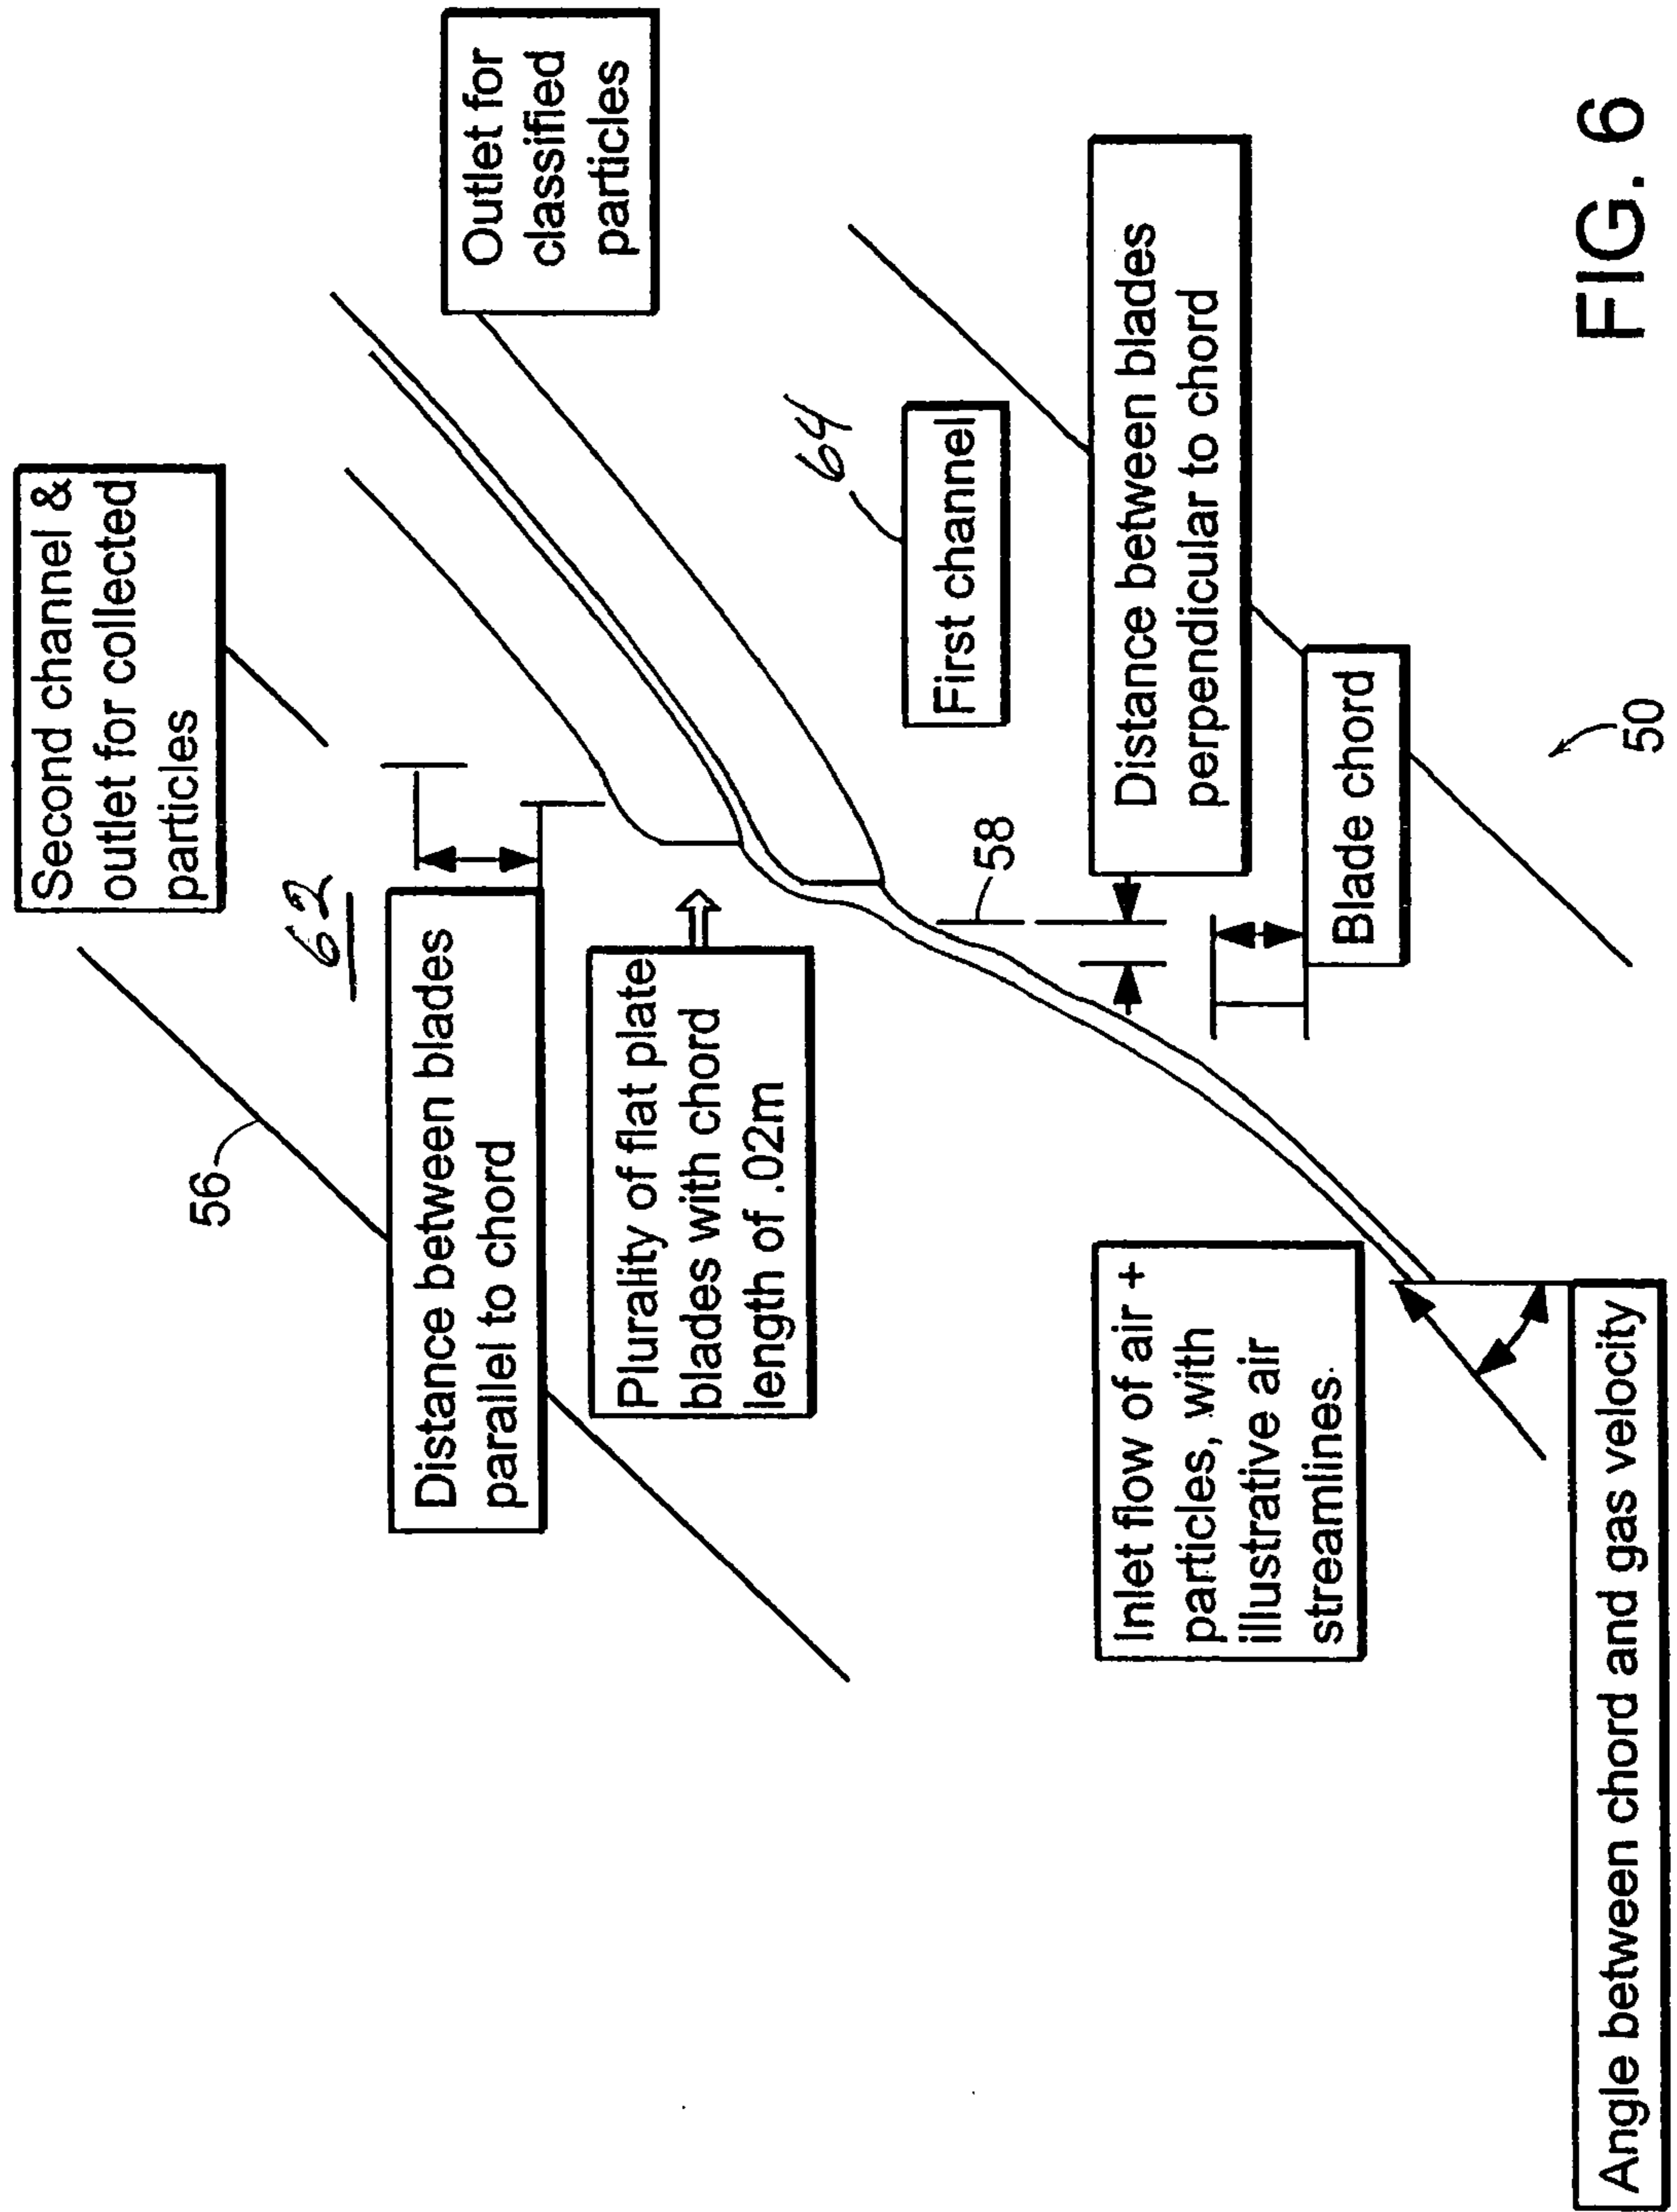 Second channel &
outlet for collected
particles
62
56
Distance between blades
parallel to chord
Plurality of flat plate
blades with chord
length of .02m
Outlet for
classified
particles
64
First channel
58
Distance between blades
perpendicular to chord
Blade chord
50
Inlet flow of air +
particles, with
illustrative air
streamlines.
Angle between chord and gas velocity
FIG. 6